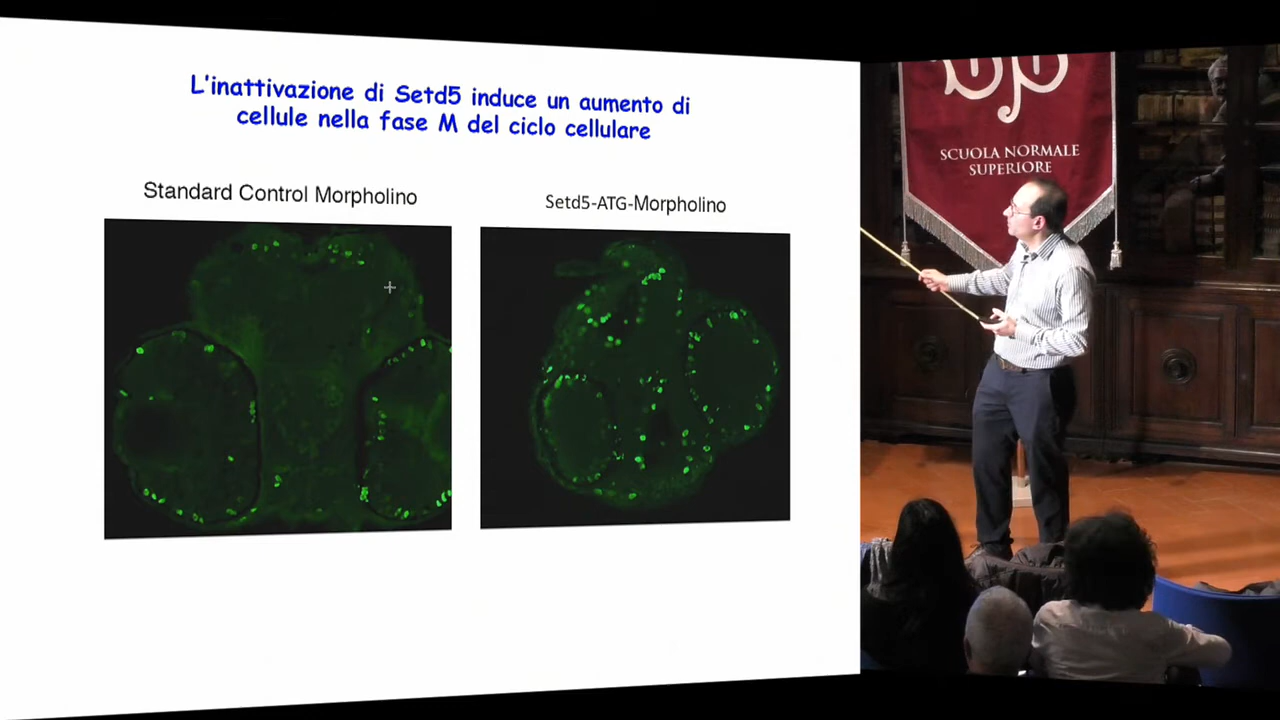 L'inattivazione di Setd5 induce un aumento di
cellule nella fase M del ciclo cellulare
Standard Control Morpholino
Setd5-ATG-Morpholino
SCUOLA NORMALE
SUPERIORE